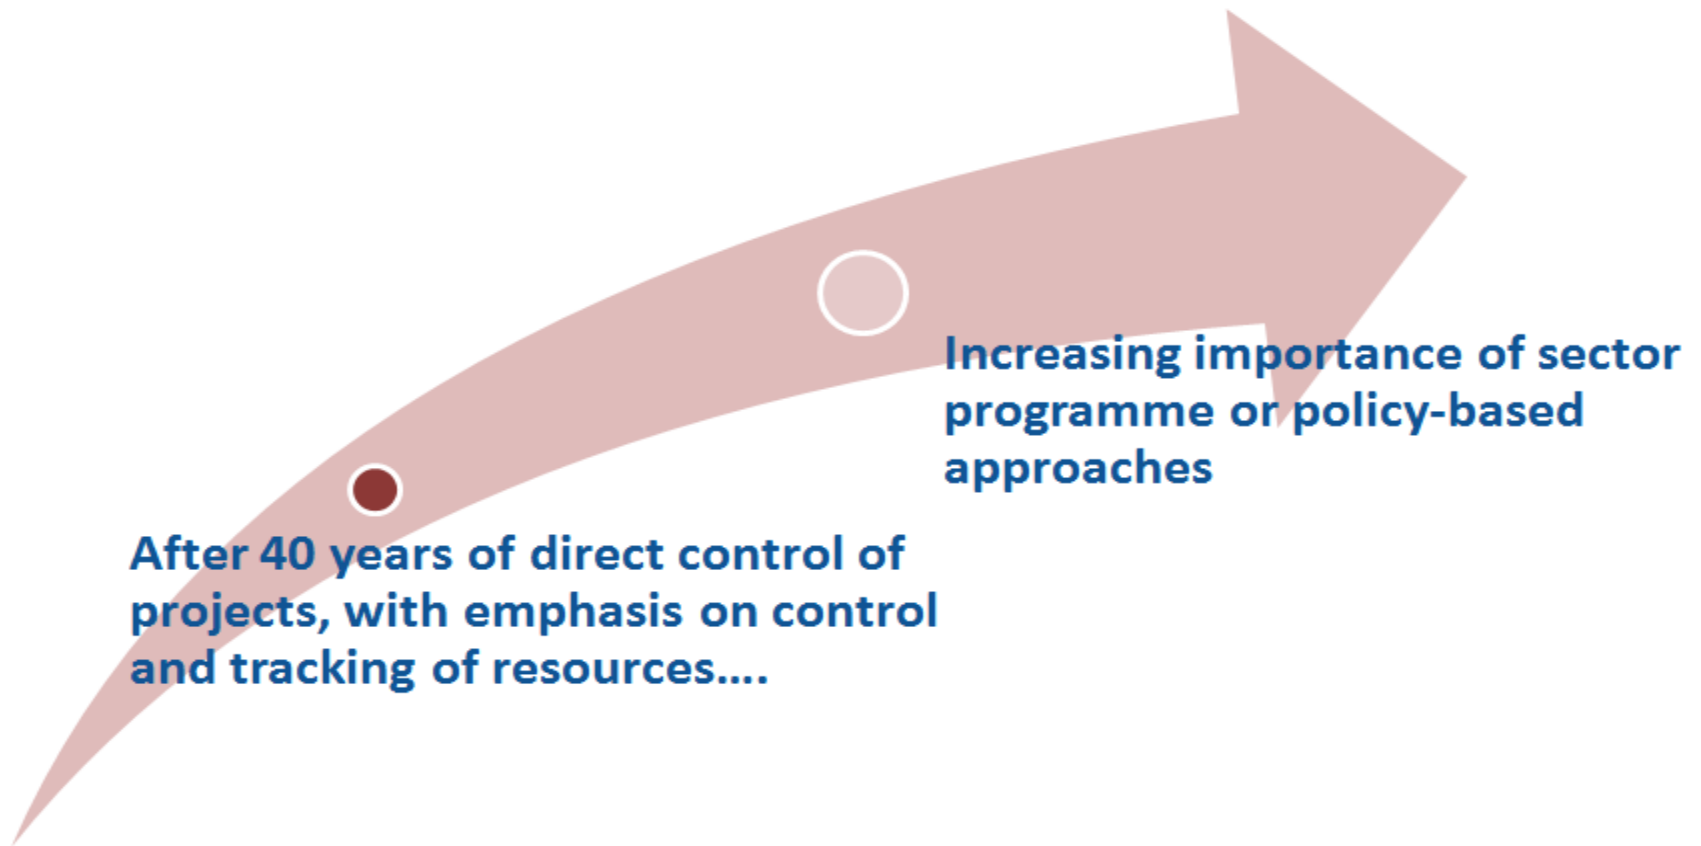 After 40 years of direct control of
projects, with emphasis on control
and tracking of resources....
Increasing importance of sector
programme or policy-based
approaches